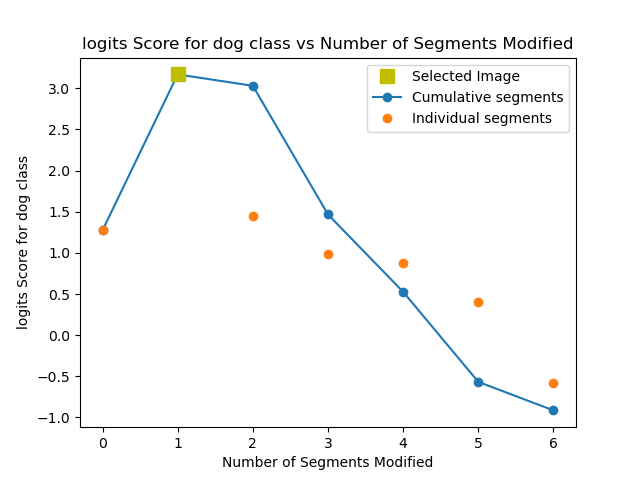 logits Score for dog class vs Number of Segments Modified
Selected Image
Cumulative segments
Individual segments
logits Score for dog class
3.0
2.5
2.0
1.5
1.0
0.5
0.0
−0.5
−1.0
0 1 2 3 4 5 6
Number of Segments Modified